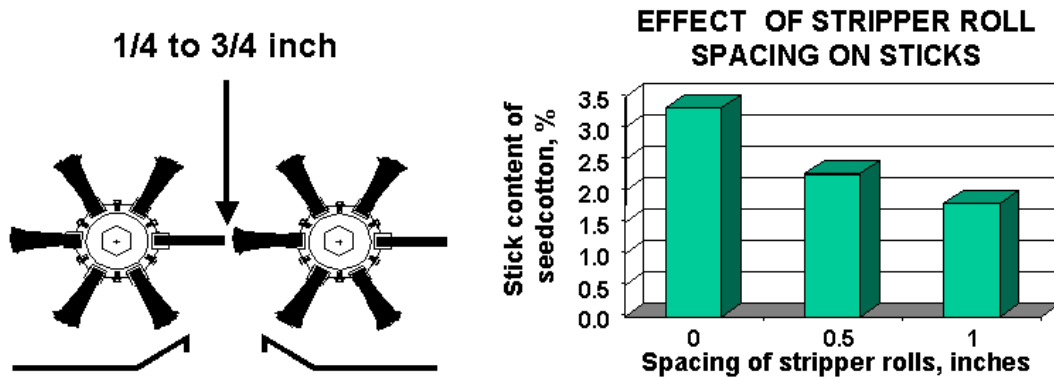 1/4 to 3/4 inch
EFFECT OF STRIPPER ROLL
SPACING ON STICKS
Stick content of
seedcotton, %
3.5
3.0
2.5
2.0
1.5
1.0
0.5
0.0
0 0.5 1
Spacing of stripper rolls, inches